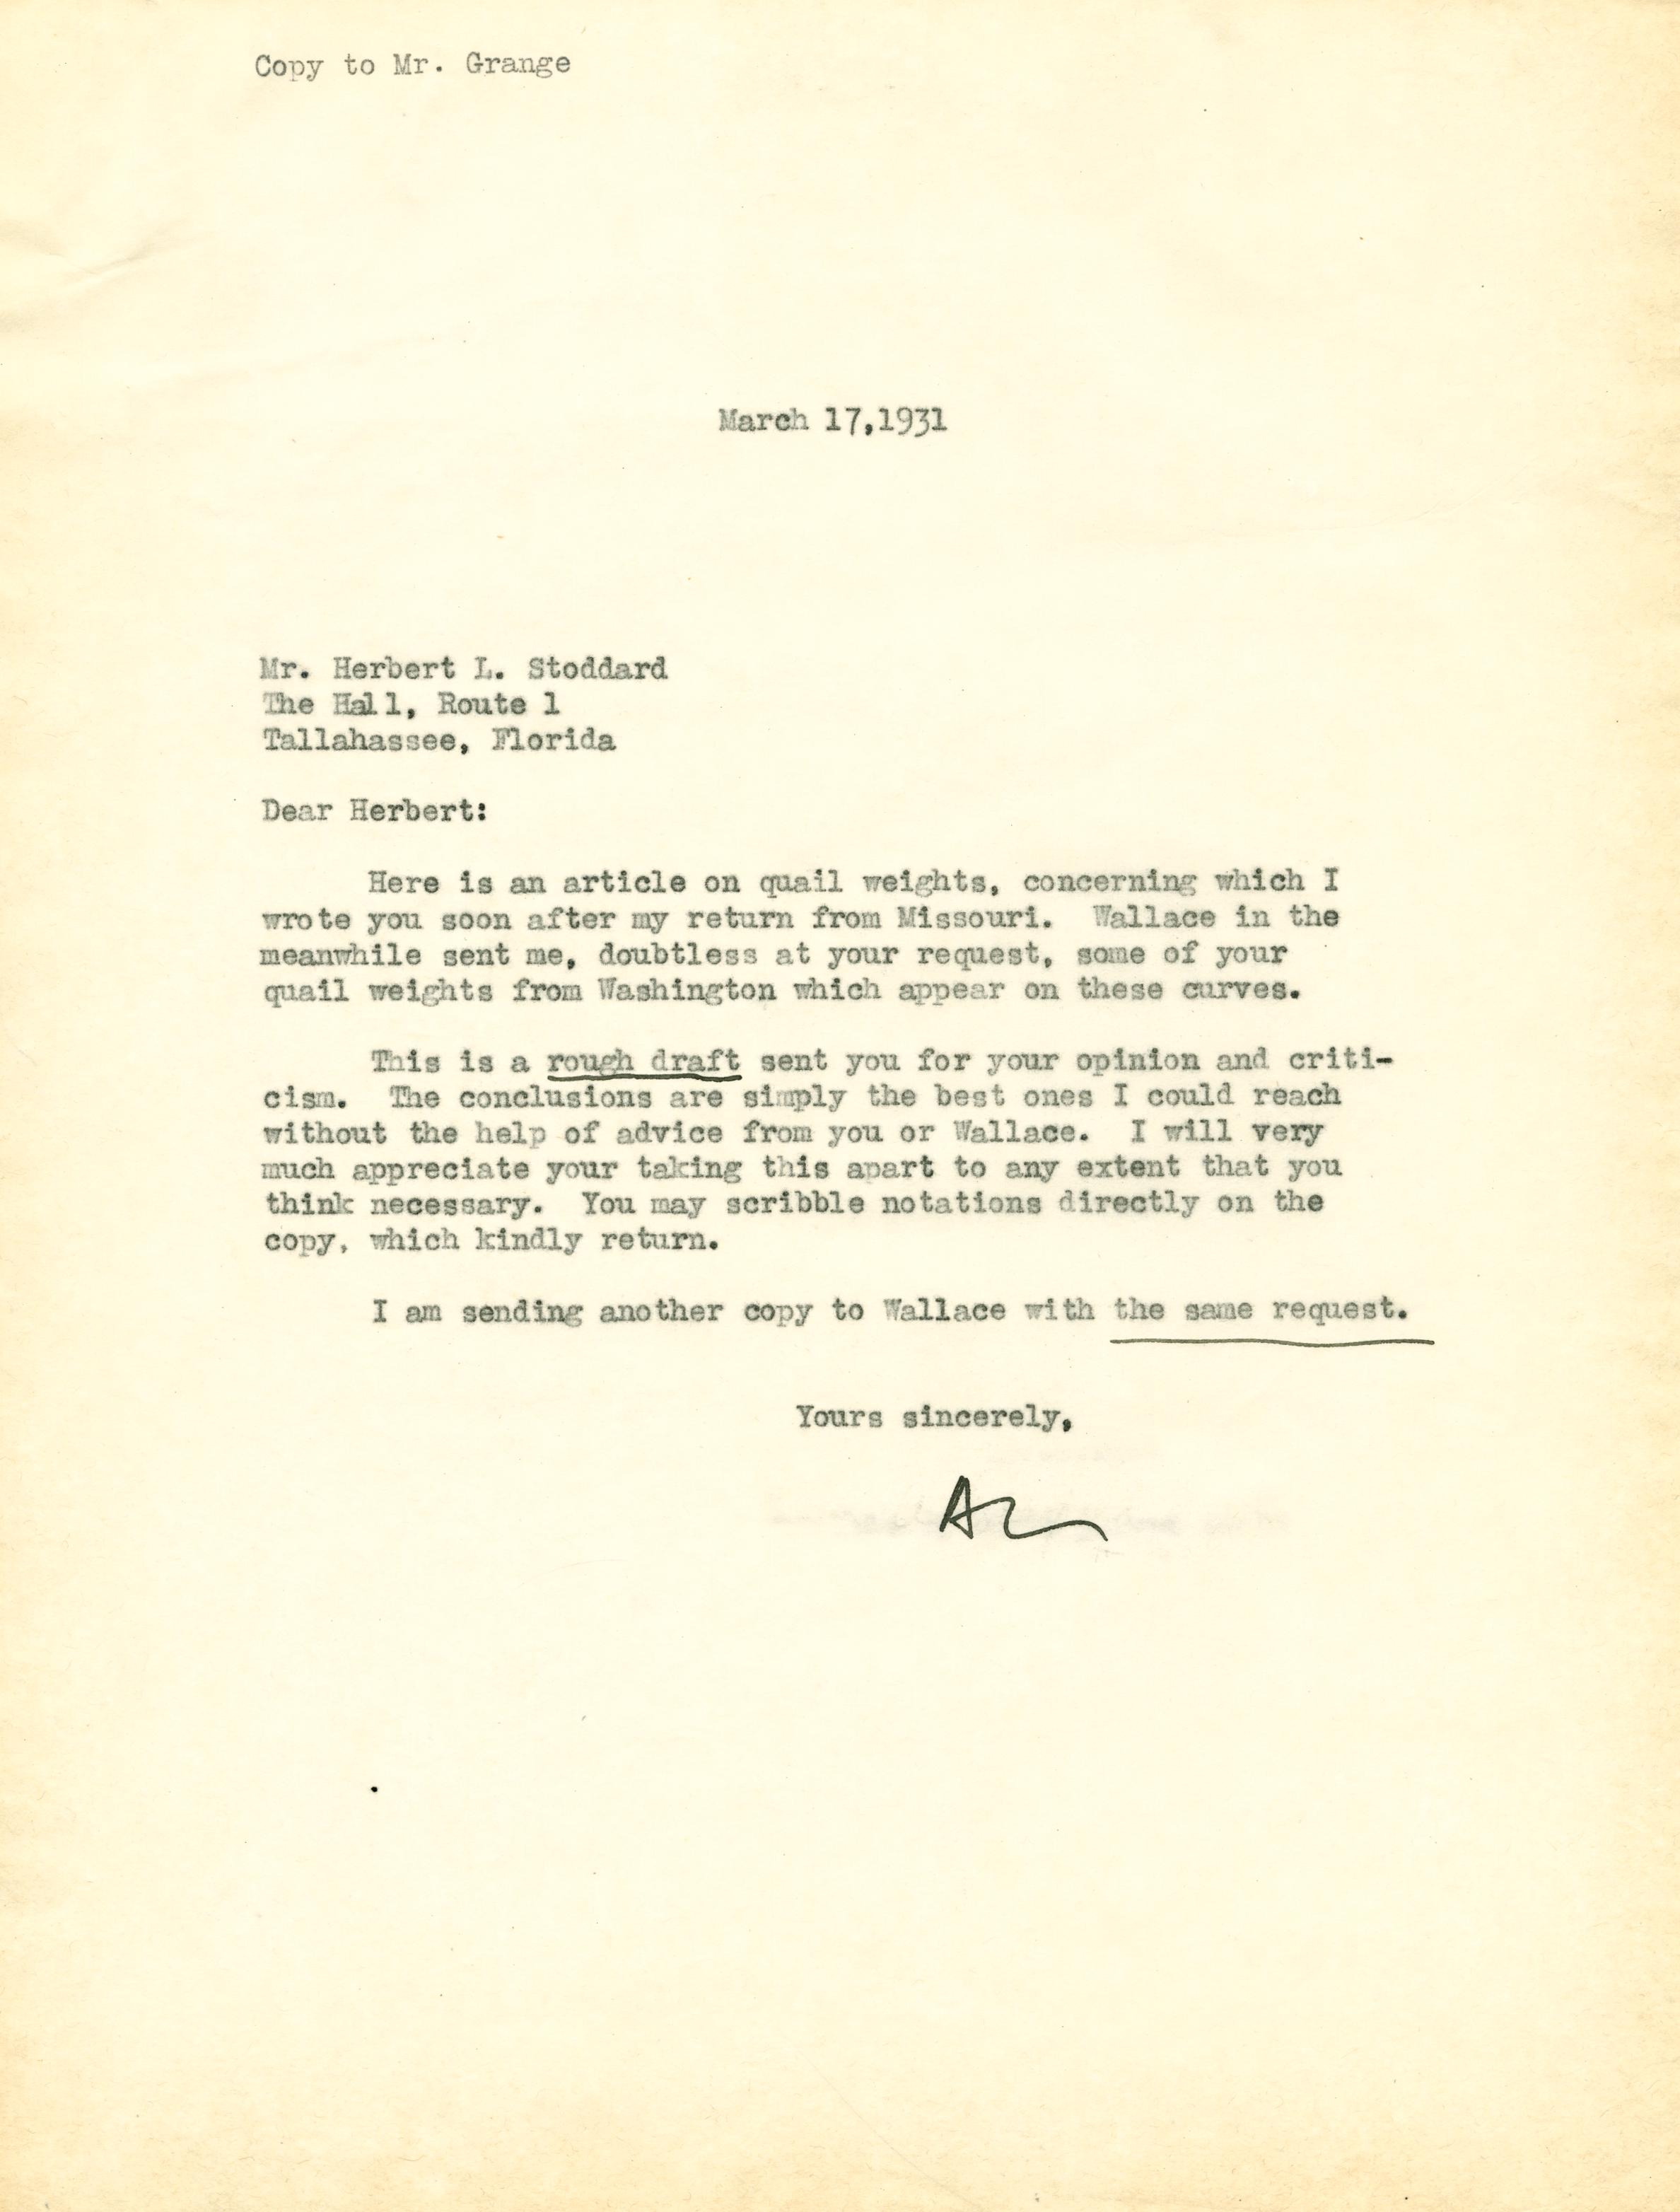 Copy to Mr. Grange
March 17,1931
Mr. Herbert L. Stoddard
The Hall, Route 1
Tallahassee, Florida
Dear Herbert:
Here is an article on quail weights, concerning which I
wrote you soon after my return from Missouri. Wallace in the
meanwhile sent me, doubtless at your request, some of your
quail weights from Washington which appear on these curves.
This is a rough draft sent you for your opinion and criti-
cism. The conclusions are simply the best ones I could reach
without the help of advice from you or Wallace. I will very
much appreciate your taking this apart to any extent that you
think necessary. You may scribble notations directly on the
copy, which kindly return.
I am sending another copy to Wallace with the same request.
Yours sincerely,
AL